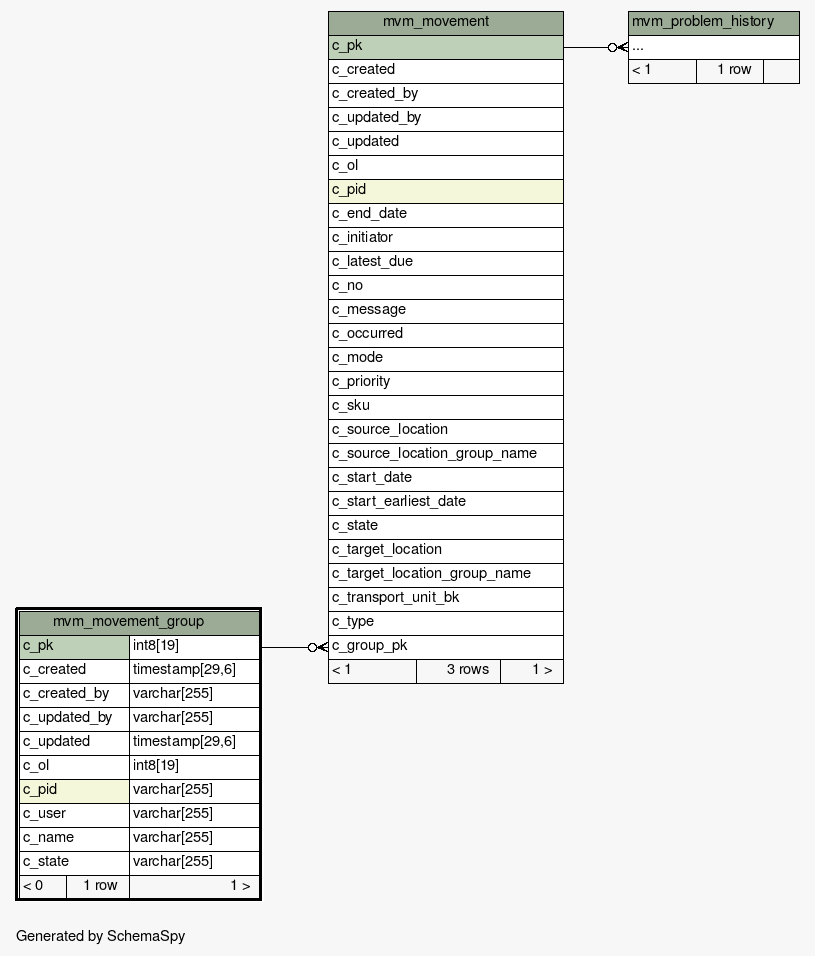 mvm_movement
c_pk
c_created
c_created_by
c_updated_by
c_updated
c_ol
c_pid
c_end_date
c_initiator
c_latest_due
c_no
c_message
c_occurred
c_mode
c_priority
c_sku
c_source_location
c_source_location_group_name
c_start_date
c_start_earliest_date
c_state
c_target_location
c_target_location_group_name
c_transport_unit_bk
c_type
c_group_pk
< 1 3 rows 1 >
mvm_problem_history
...
< 1 1 row
mvm_movement_group
c_pk int8[19]
c_created timestamp[29,6]
c_created_by varchar[255]
c_updated_by varchar[255]
c_updated timestamp[29,6]
c_ol int8[19]
c_pid varchar[255]
c_user varchar[255]
c_name varchar[255]
c_state varchar[255]
< 0 1 row 1 >
Generated by SchemaSpy